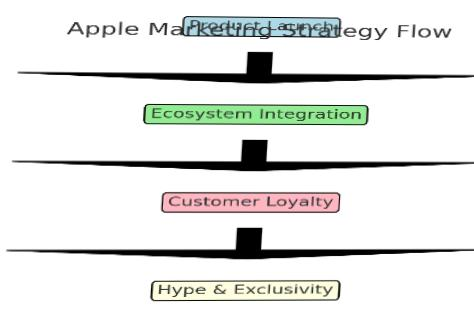 Apple Marketing Strategy Flow
Product Launch
Ecosystem Integration
Customer Loyalty
Hype & Exclusivity